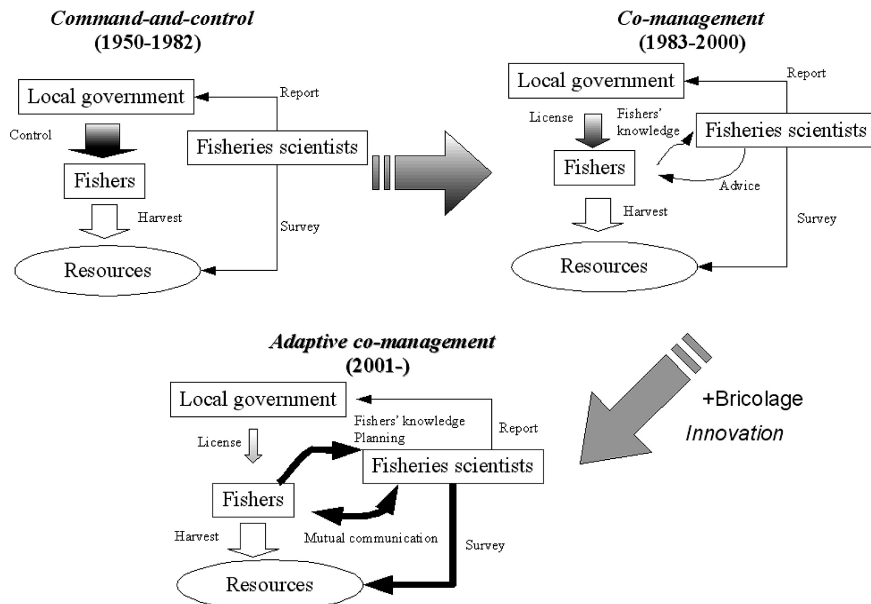 Command-and-control
(1950-1982)
Local government
Report
Control
Fisheries scientists
Fishers
Harvest
Survey
Resources
Co-management
(1983-2000)
Local government
Report
License
Fishers'
knowledge
Fisheries scientists
Fishers
Advice
Harvest
Survey
Resources
+Bricolage
Innovation
Adaptive co-management
(2001-)
Local government
Fishers' knowledge
Planning
Report
License
Fisheries scientists
Fishers
Harvest
Mutual communication
Survey
Resources